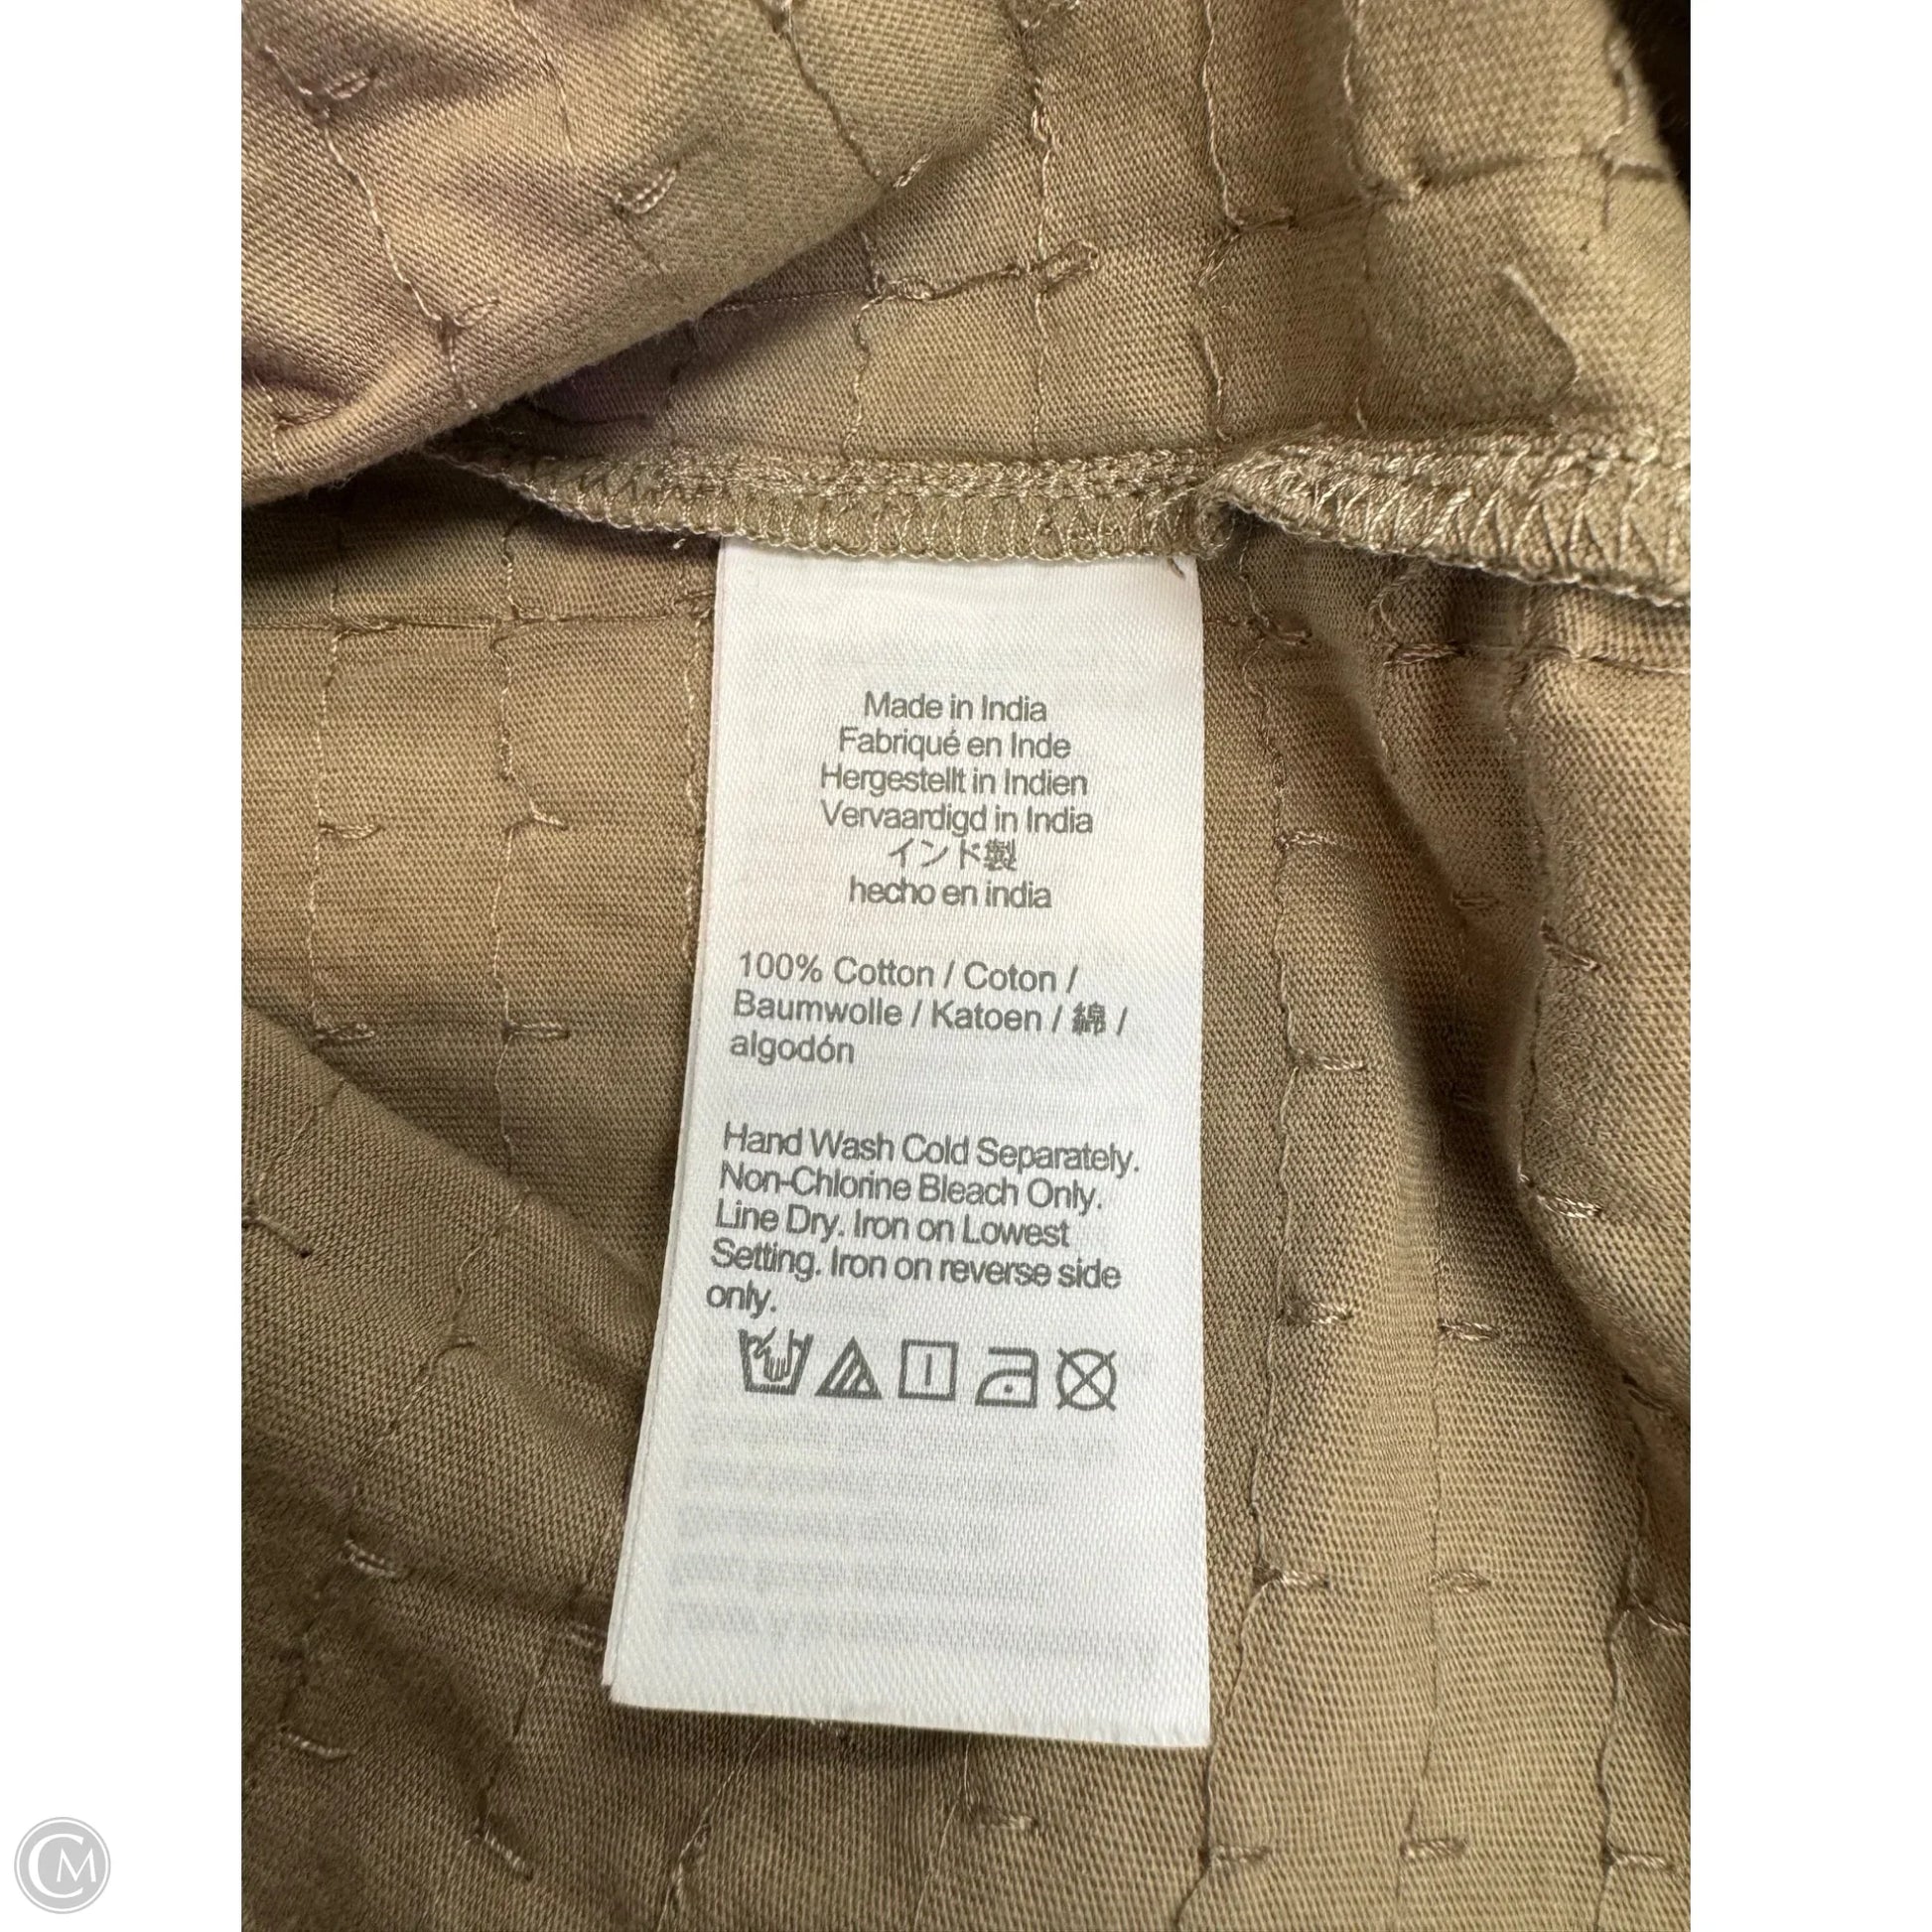 Made in India
Fabriqué en Inde
Hergestellt in Indien
Vervaardigd in India
インド製
hecho en india
100% Cotton / Coton /
Baumwolle / Katoen / 綿 /
algodón
Hand Wash Cold Separately.
Non-Chlorine Bleach Only.
Line Dry. Iron on Lowest
Setting. Iron on reverse side
only.
CM